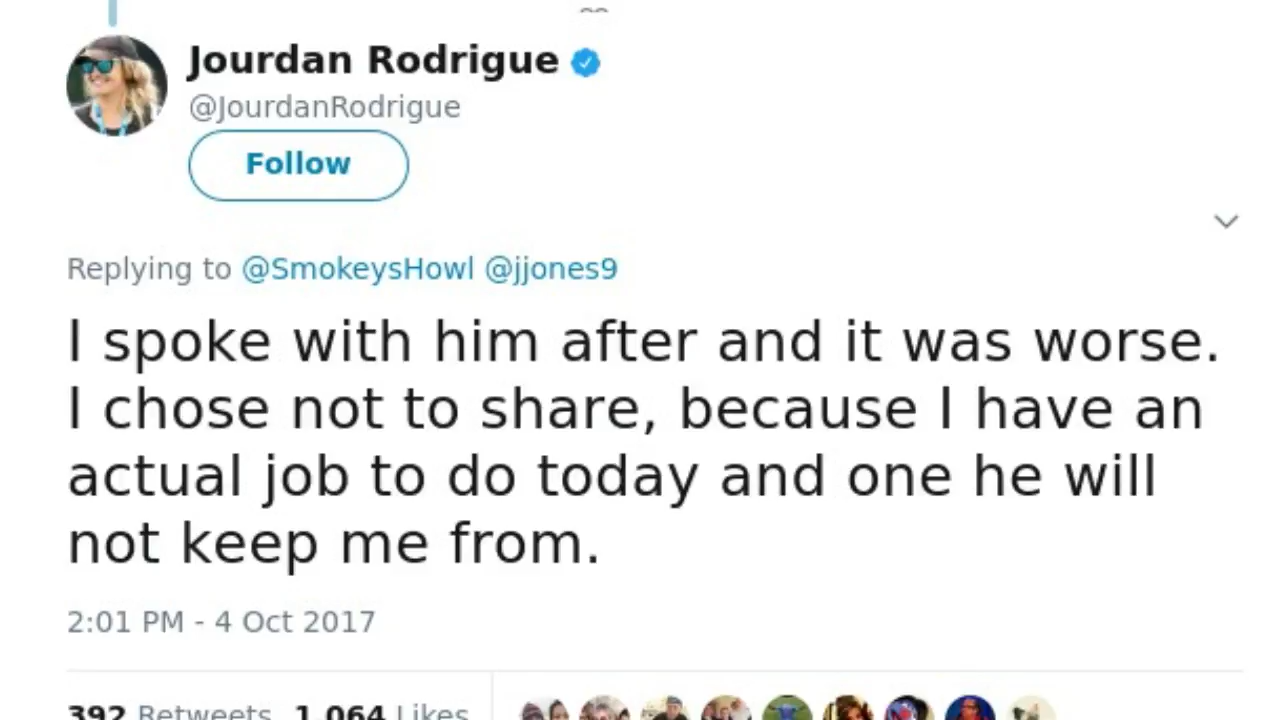 Jourdan Rodrigue
@JourdanRodrigue
Follow
Replying to @SmokeysHowl @jjones9
I spoke with him after and it was worse.
I chose not to share, because I have an
actual job to do today and one he will
not keep me from.
2:01 PM - 4 Oct 2017
392 Retweets 1,064 Likes